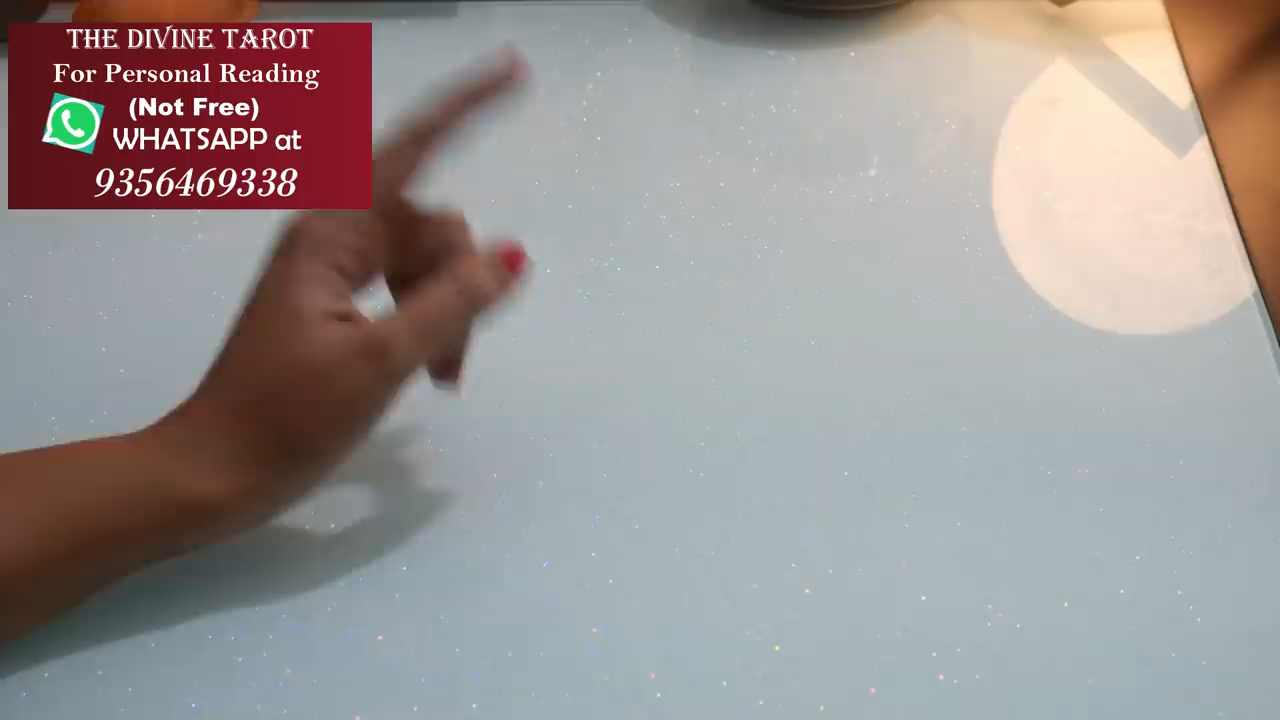 THE DIVINE TAROT
For Personal Reading
(Not Free)
WHATSAPP at
9356469338